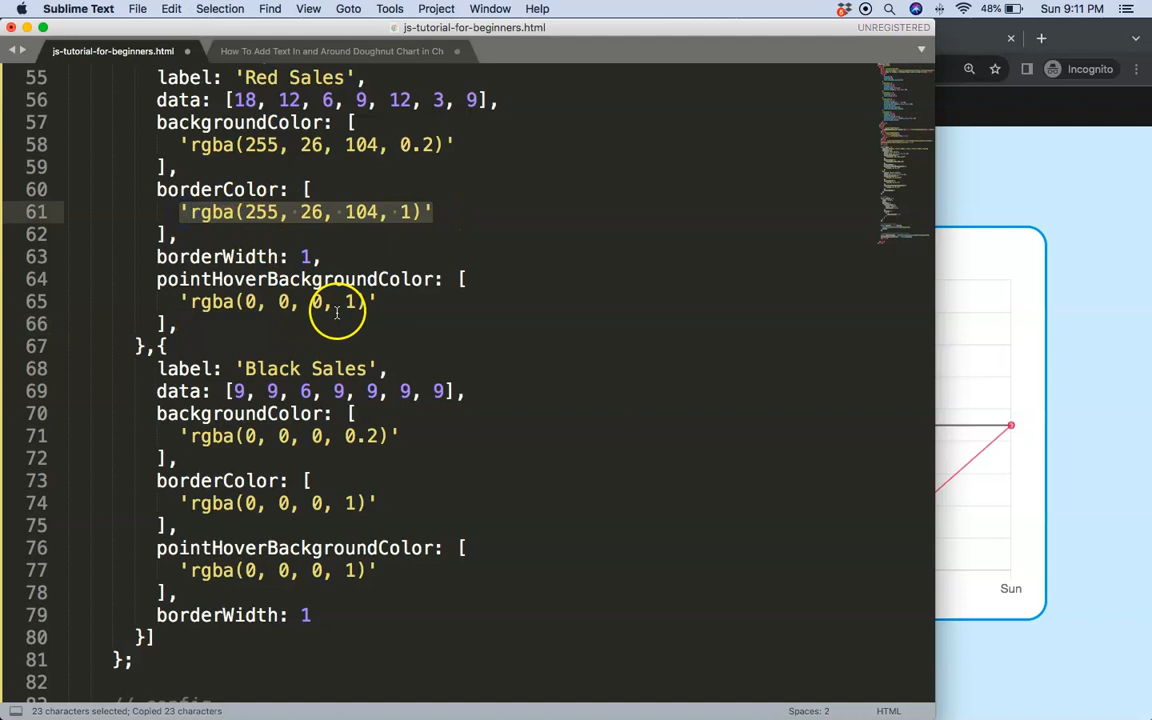 Sublime Text File Edit Selection Find View Goto Tools Project Window Help 48% Sun 9:11 PM
js-tutorial-for-beginners.html UNREGISTERED
js-tutorial-for-beginners.html How To Add Text In and Around Doughnut Chart in Ch
Incognito
55 label: 'Red Sales',
56 data: [18, 12, 6, 9, 12, 3, 9],
57 backgroundColor: [
58 'rgba(255, 26, 104, 0.2)'
59 ],
60 borderColor: [
61 'rgba(255, 26, 104, 1)'
62 ],
63 borderWidth: 1,
64 pointHoverBackgroundColor: [
65 'rgba(0, 0, 0, 1)'
66 ],
67 },{
68 label: 'Black Sales',
69 data: [9, 9, 6, 9, 9, 9, 9],
70 backgroundColor: [
71 'rgba(0, 0, 0, 0.2)'
72 ],
73 borderColor: [
74 'rgba(0, 0, 0, 1)'
75 ],
76 pointHoverBackgroundColor: [
77 'rgba(0, 0, 0, 1)'
78 ],
79 borderWidth: 1
80 }]
81 };
82
Sun
23 characters selected; Copied 23 characters Spaces: 2 HTML